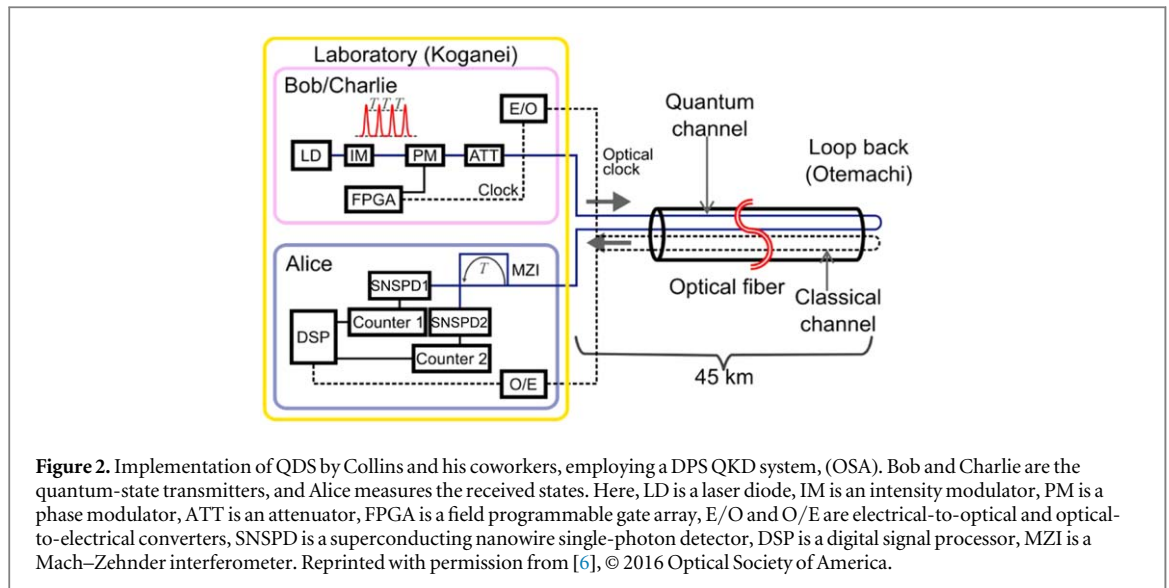 Laboratory (Koganei)
Bob/Charlie
T T T
E/O
LD
IM
PM
ATT
FPGA
Clock
Optical
clock
Quantum
channel
Loop back
(Otemachi)
Alice
T
MZI
SNSPD1
Counter 1
SNSPD2
DSP
Counter 2
O/E
Optical fiber
Classical
channel
45 km
Figure 2. Implementation of QDS by Collins and his coworkers, employing a DPS QKD system, (OSA). Bob and Charlie are the
quantum-state transmitters, and Alice measures the received states. Here, LD is a laser diode, IM is an intensity modulator, PM is a
phase modulator, ATT is an attenuator, FPGA is a field programmable gate array, E/O and O/E are electrical-to-optical and optical-
to-electrical converters, SNSPD is a superconducting nanowire single-photon detector, DSP is a digital signal processor, MZI is a
Mach–Zehnder interferometer. Reprinted with permission from [6], © 2016 Optical Society of America.